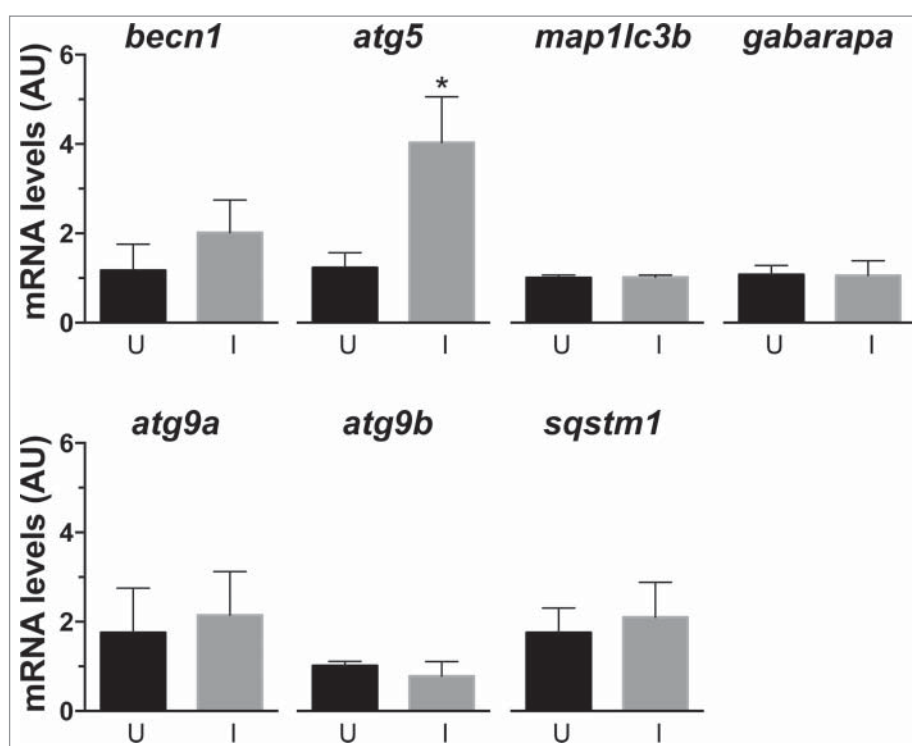 becn1 atg5 map1lc3b gabarapa
mRNA levels (AU)
6
4
2
0
U I U I U I U I
*
atg9a atg9b sqstm1
mRNA levels (AU)
6
4
2
0
U I U I U I